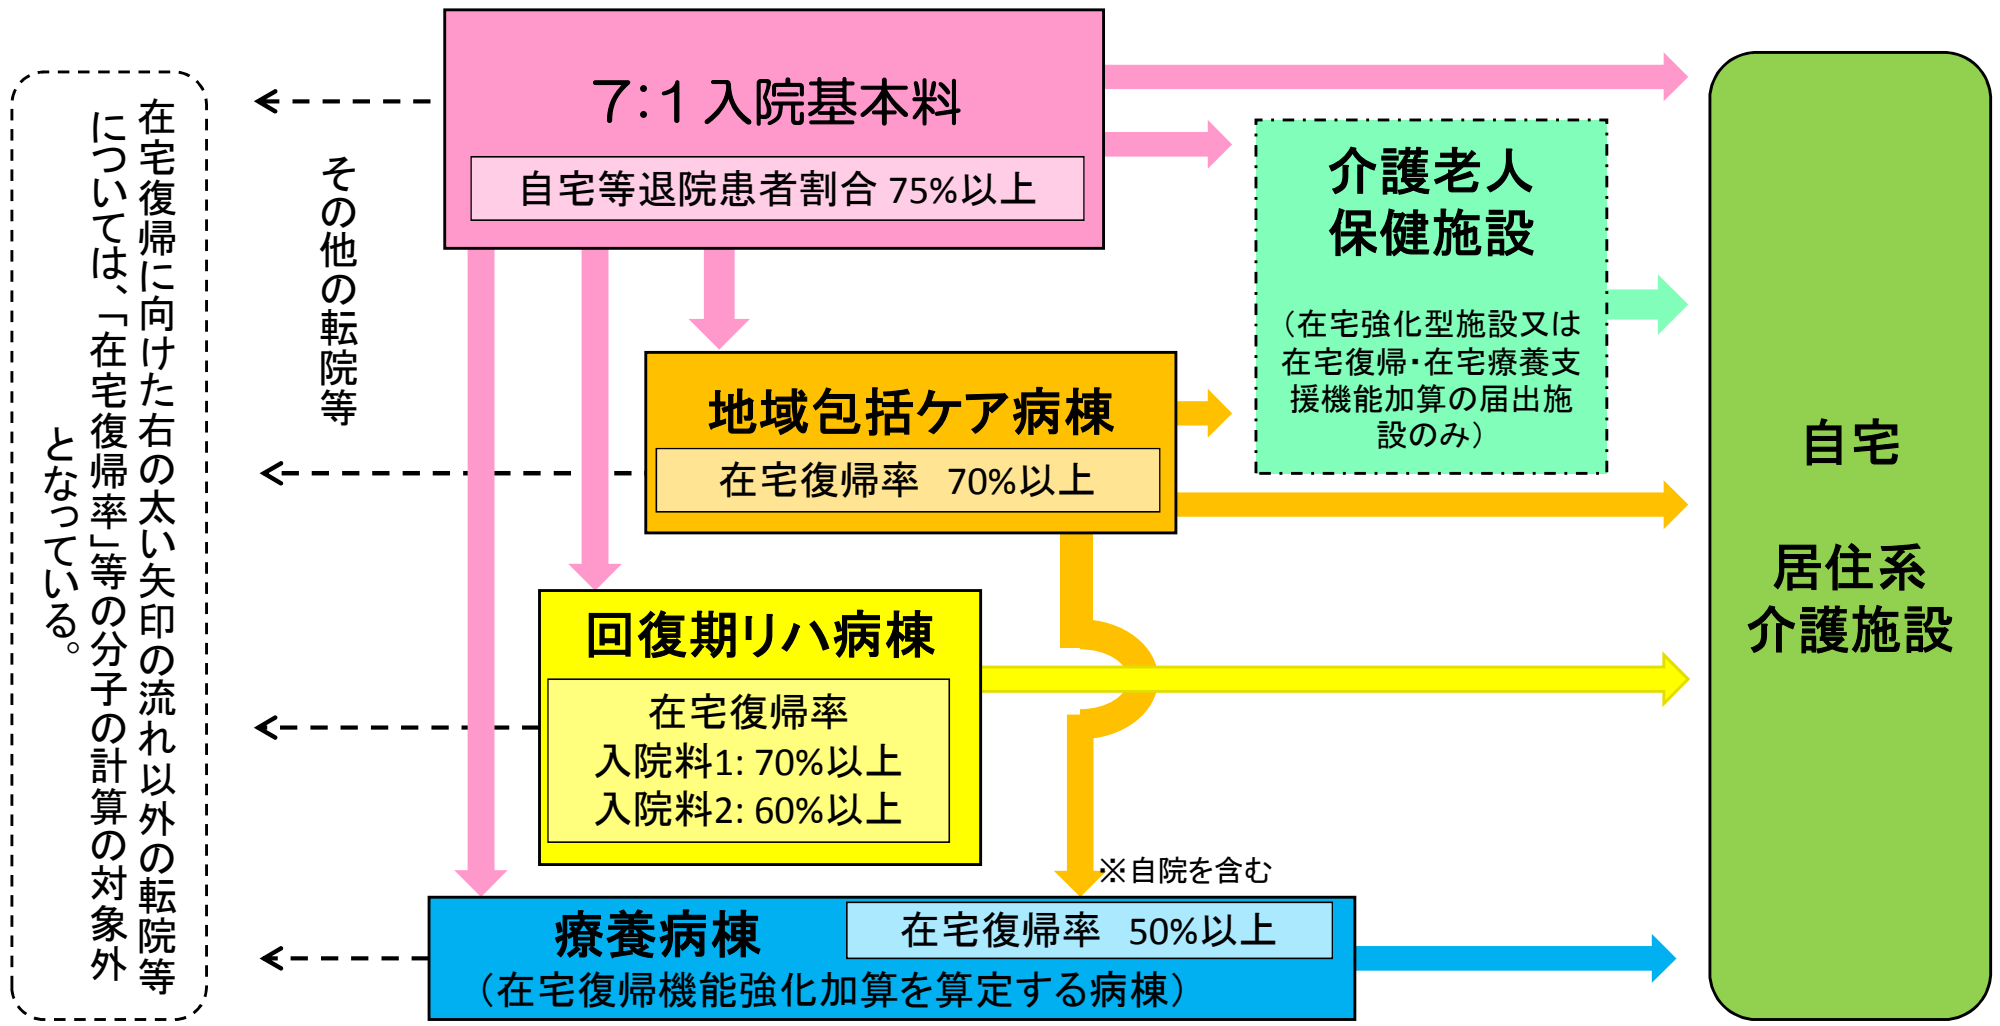 7:1入院基本料
自宅等退院患者割合 75%以上
介護老人
保健施設
（在宅強化型施設又は
在宅復帰・在宅療養支
援機能加算の届出施
設のみ）
自宅
居住系
介護施設
その他の転院等
在宅復帰に向けた右の太い矢印の流れ以外の転院等
については、「在宅復帰率」等の分子の計算の対象外
となっている。
地域包括ケア病棟
在宅復帰率 70%以上
回復期リハ病棟
在宅復帰率
入院料1: 70%以上
入院料2: 60%以上
※自院を含む
療養病棟
在宅復帰率 50%以上
（在宅復帰機能強化加算を算定する病棟）